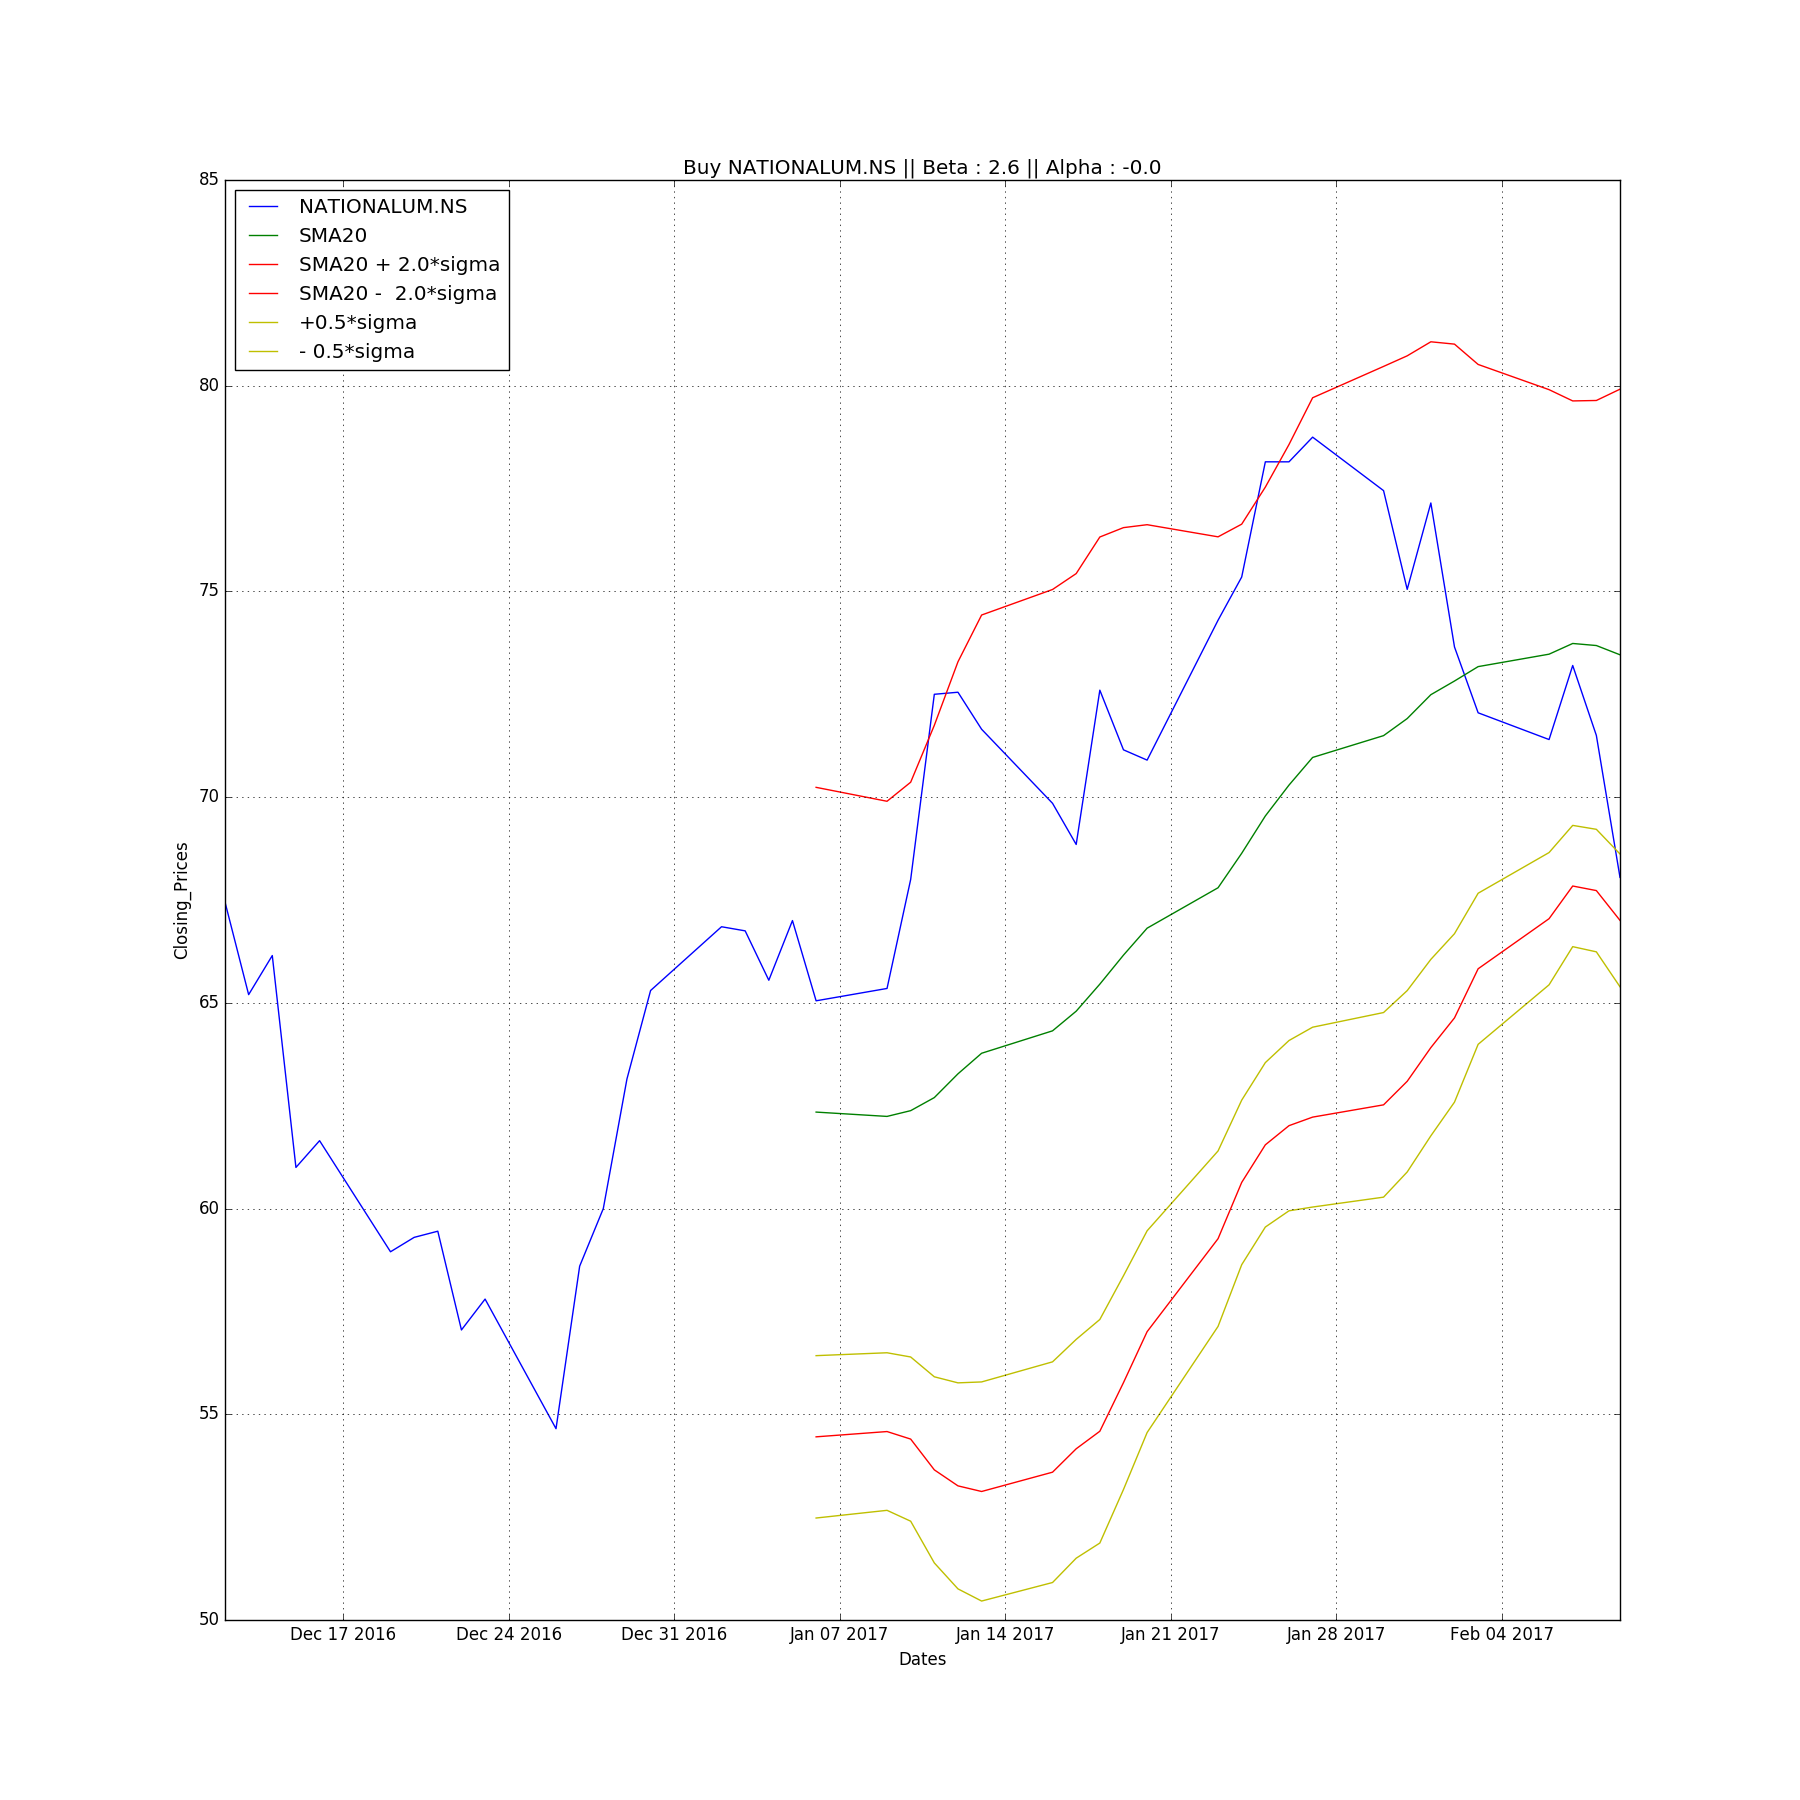 Buy NATIONALUM.NS || Beta : 2.6 || Alpha : -0.0
85
80
75
70
65
60
55
50
Closing_Prices
NATIONALUM.NS
SMA20
SMA20 + 2.0*sigma
SMA20 -  2.0*sigma
+0.5*sigma
- 0.5*sigma
Dec 17 2016
Dec 24 2016
Dec 31 2016
Jan 07 2017
Jan 14 2017
Jan 21 2017
Jan 28 2017
Feb 04 2017
Dates